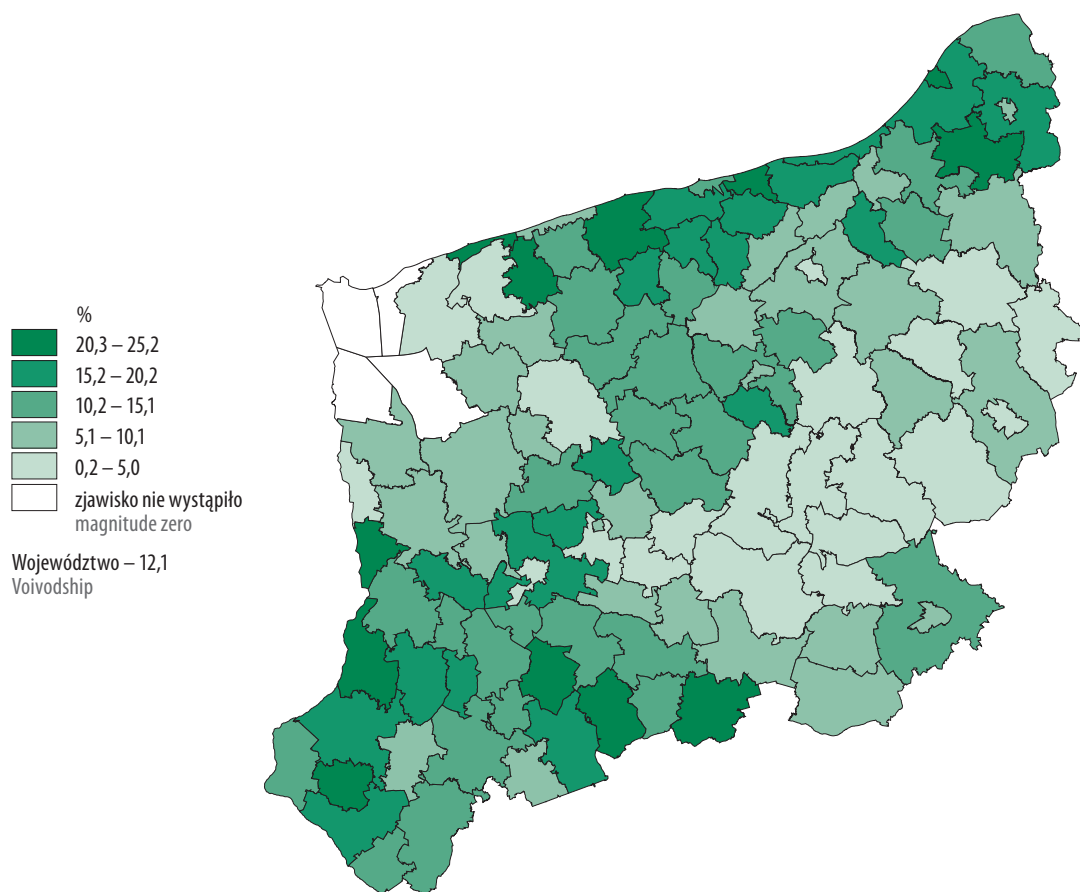 %
20,3 – 25,2
15,2 – 20,2
10,2 – 15,1
5,1 – 10,1
0,2 – 5,0
zjawisko nie wystąpiło
magnitude zero
Województwo – 12,1
Voivodship